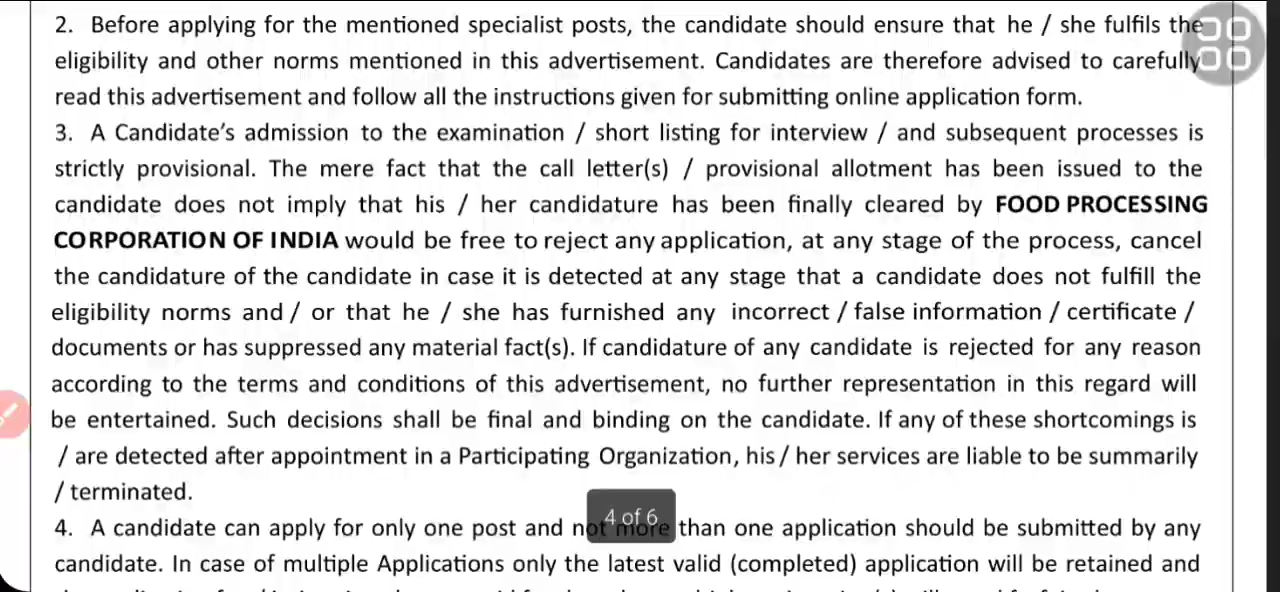 2. Before applying for the mentioned specialist posts, the candidate should ensure that he / she fulfils the
eligibility and other norms mentioned in this advertisement. Candidates are therefore advised to carefully
read this advertisement and follow all the instructions given for submitting online application form.
3. A Candidate's admission to the examination / short listing for interview / and subsequent processes is
strictly provisional. The mere fact that the call letter(s) / provisional allotment has been issued to the
candidate does not imply that his / her candidature has been finally cleared by FOOD PROCESSING
CORPORATION OF INDIA would be free to reject any application, at any stage of the process, cancel
the candidature of the candidate in case it is detected at any stage that a candidate does not fulfill the
eligibility norms and / or that he / she has furnished any incorrect / false information / certificate /
documents or has suppressed any material fact(s). If candidature of any candidate is rejected for any reason
according to the terms and conditions of this advertisement, no further representation in this regard will
be entertained. Such decisions shall be final and binding on the candidate. If any of these shortcomings is
/ are detected after appointment in a Participating Organization, his / her services are liable to be summarily
/ terminated.
4 of 6
4. A candidate can apply for only one post and not more than one application should be submitted by any
candidate. In case of multiple Applications only the latest valid (completed) application will be retained and